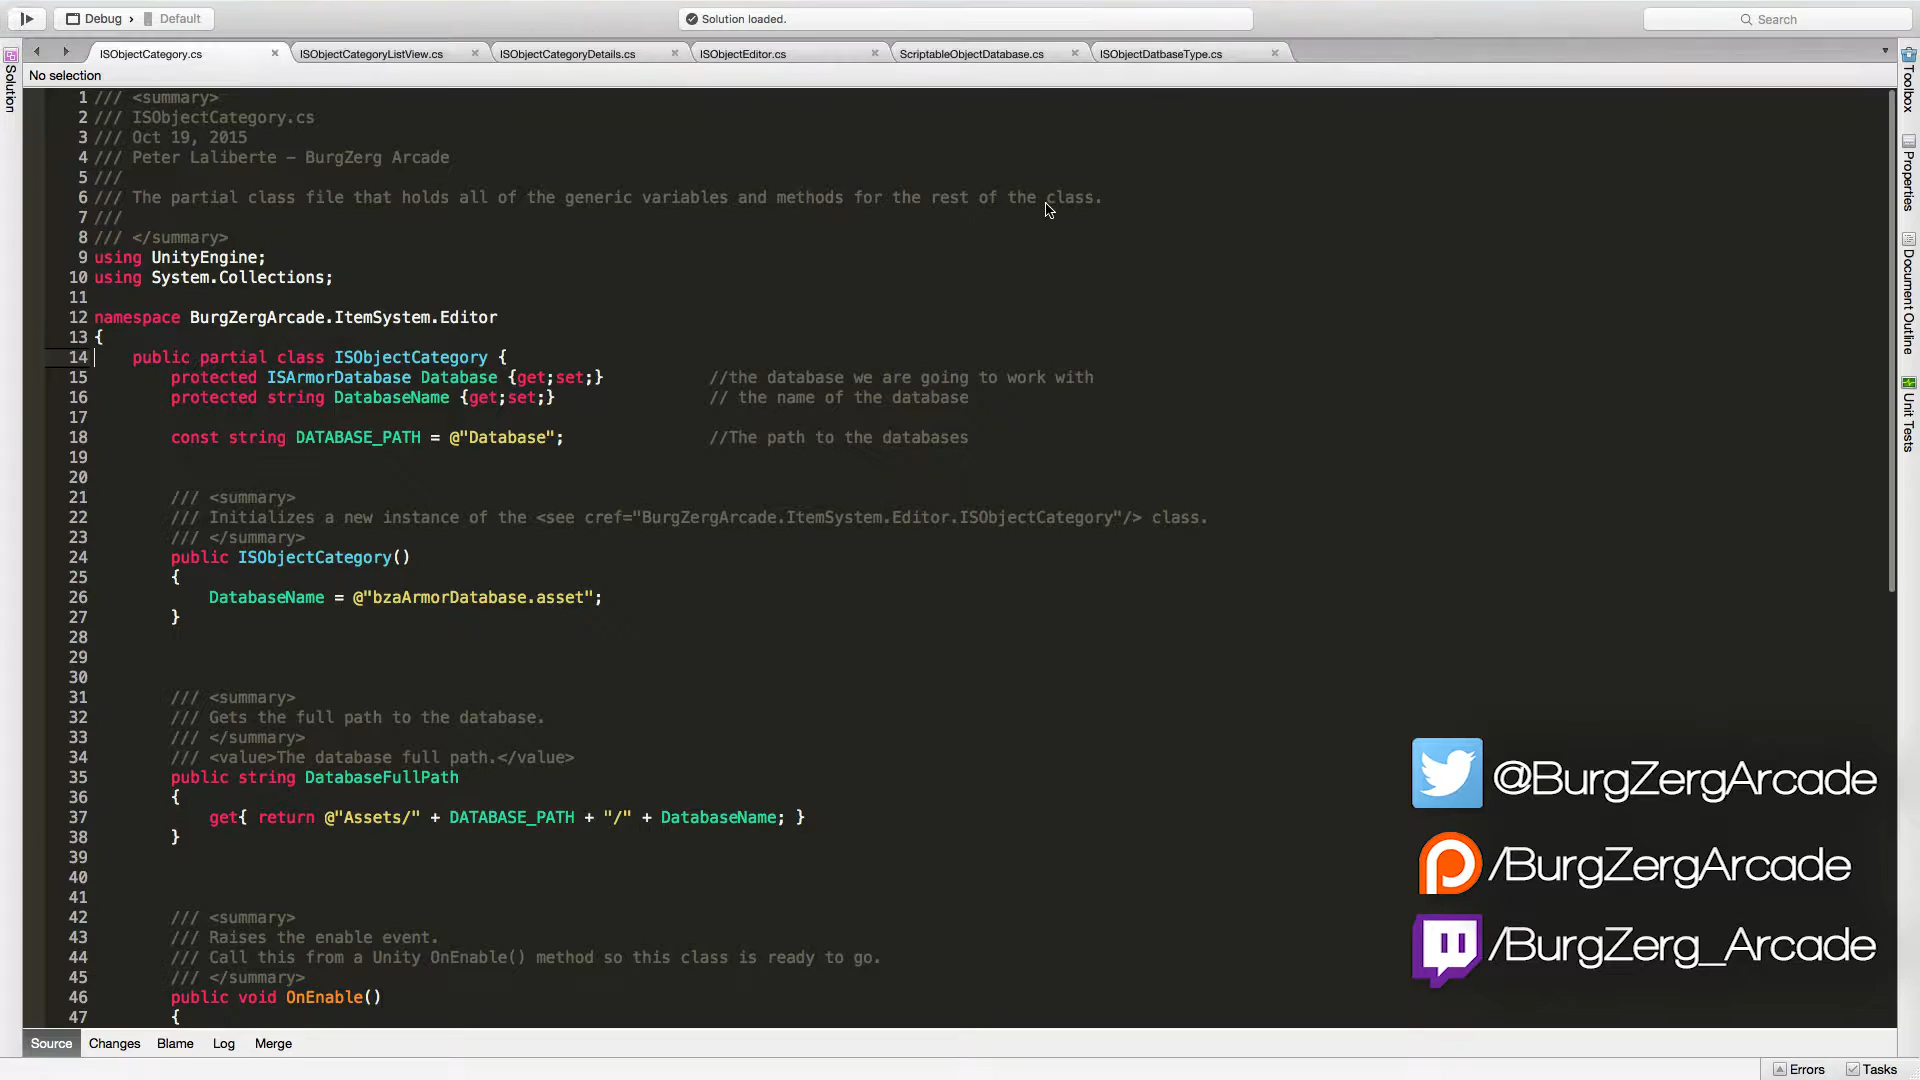 Debug › Default
Solution loaded.
Search
ISObjectCategory.cs
ISObjectCategoryListView.cs
ISObjectCategoryDetails.cs
ISObjectEditor.cs
ScriptableObjectDatabase.cs
ISObjectDatbaseType.cs
Solution
No selection
1 /// <summary>
2 /// ISObjectCategory.cs
3 /// Oct 19, 2015
4 /// Peter Laliberte – BurgZerg Arcade
5 ///
6 /// The partial class file that holds all of the generic variables and methods for the rest of the class.
7 ///
8 /// </summary>
9 using UnityEngine;
10 using System.Collections;
11
12 namespace BurgZergArcade.ItemSystem.Editor
13 {
14 public partial class ISObjectCategory {
15 protected ISArmorDatabase Database {get;set;} //the database we are going to work with
16 protected string DatabaseName {get;set;} // the name of the database
17
18 const string DATABASE_PATH = @"Database"; //The path to the databases
19
20
21 /// <summary>
22 /// Initializes a new instance of the <see cref="BurgZergArcade.ItemSystem.Editor.ISObjectCategory"/> class.
23 /// </summary>
24 public ISObjectCategory()
25 {
26 DatabaseName = @"bzaArmorDatabase.asset";
27 }
28
29
30
31 /// <summary>
32 /// Gets the full path to the database.
33 /// </summary>
34 /// <value>The database full path.</value>
35 public string DatabaseFullPath
36 {
37 get{ return @"Assets/" + DATABASE_PATH + "/" + DatabaseName; }
38 }
39
40
41
42 /// <summary>
43 /// Raises the enable event.
44 /// Call this from a Unity OnEnable() method so this class is ready to go.
45 /// </summary>
46 public void OnEnable()
47 {
Toolbox
Properties
Document Outline
Unit Tests
@BurgZergArcade
/BurgZergArcade
/BurgZerg_Arcade
Source Changes Blame Log Merge
Errors Tasks